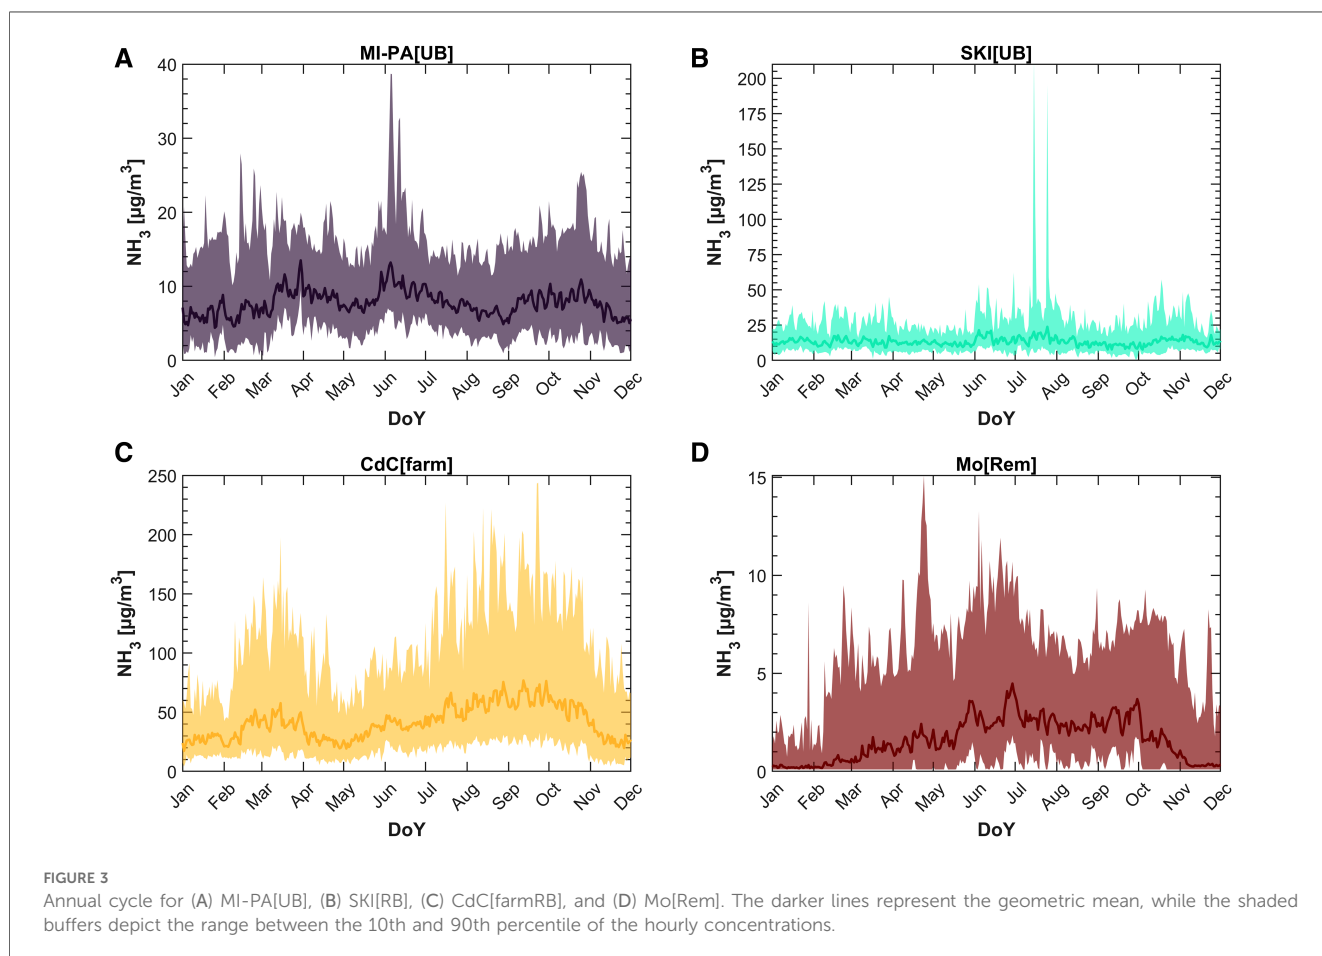 A
MI-PA[UB]
NH3 [µg/m3]
40
30
20
10
0
Jan Feb Mar Apr May Jun Jul Aug Sep Oct Nov Dec
DoY
B
SKI[UB]
NH3 [µg/m3]
200
175
150
125
100
75
50
25
0
Jan Feb Mar Apr May Jun Jul Aug Sep Oct Nov Dec
DoY
C
CdC[farm]
NH3 [µg/m3]
250
200
150
100
50
0
Jan Feb Mar Apr May Jun Jul Aug Sep Oct Nov Dec
DoY
D
Mo[Rem]
NH3 [µg/m3]
15
10
5
0
Jan Feb Mar Apr May Jun Jul Aug Sep Oct Nov Dec
DoY
FIGURE 3
Annual cycle for (A) MI-PA[UB], (B) SKI[RB], (C) CdC[farmRB], and (D) Mo[Rem]. The darker lines represent the geometric mean, while the shaded
buffers depict the range between the 10th and 90th percentile of the hourly concentrations.